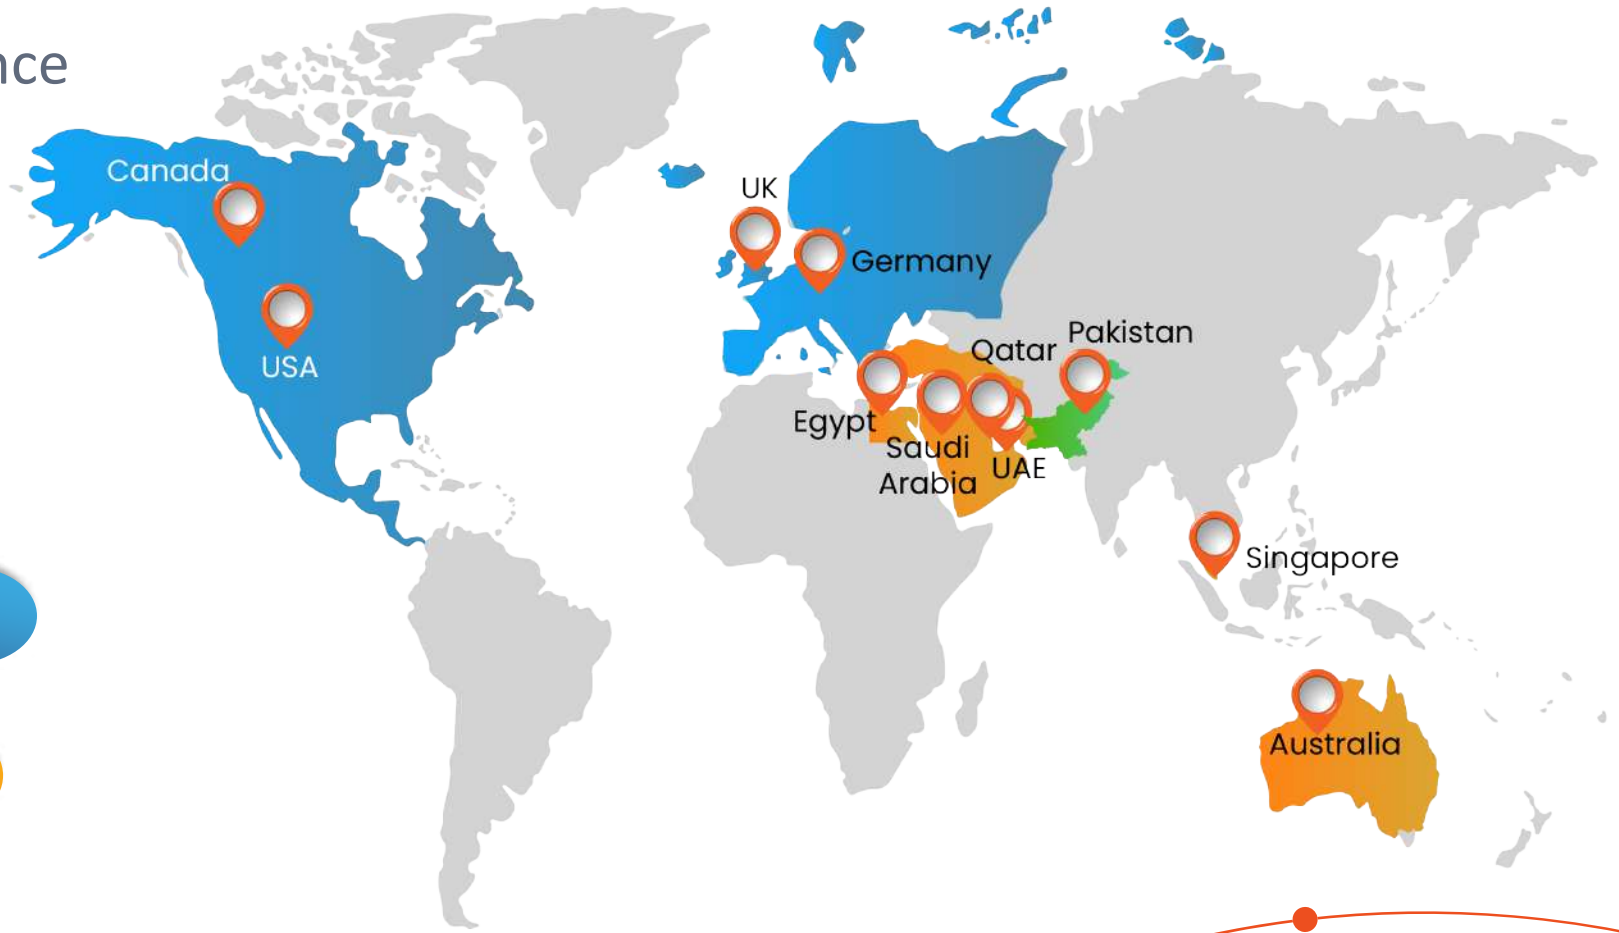 nce
Canada
UK
Germany
USA
Pakistan
Qatar
Egypt
Saudi
Arabia
UAE
Singapore
Australia